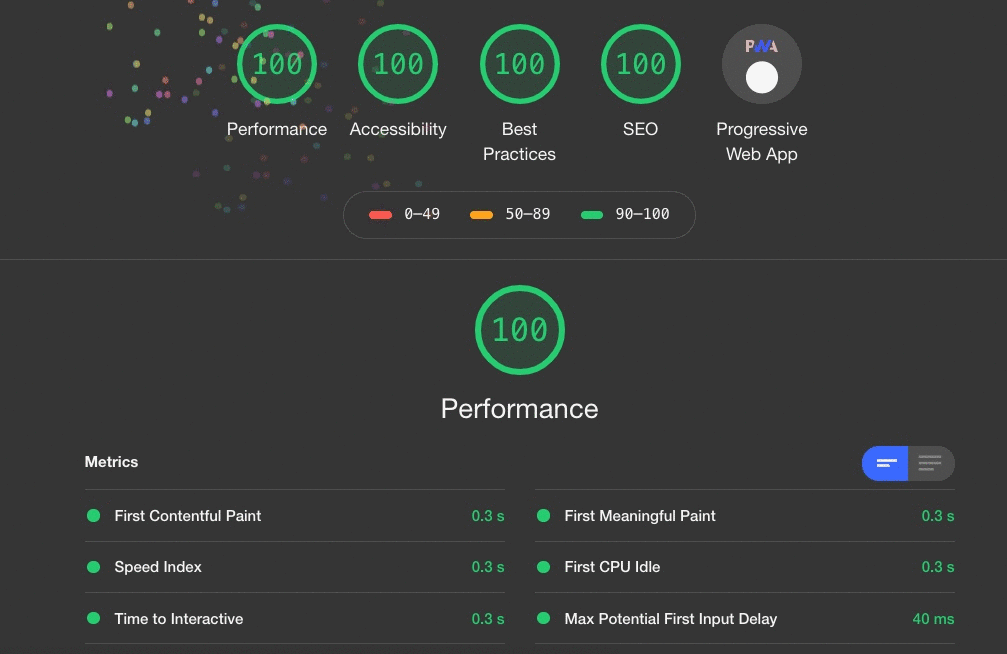 100 100 100 100 PWA
Performance Accessibility Best Practices SEO Progressive Web App
0–49 50–89 90–100
100
Performance
Metrics
First Contentful Paint 0.3 s
First Meaningful Paint 0.3 s
Speed Index 0.3 s
First CPU Idle 0.3 s
Time to Interactive 0.3 s
Max Potential First Input Delay 40 ms